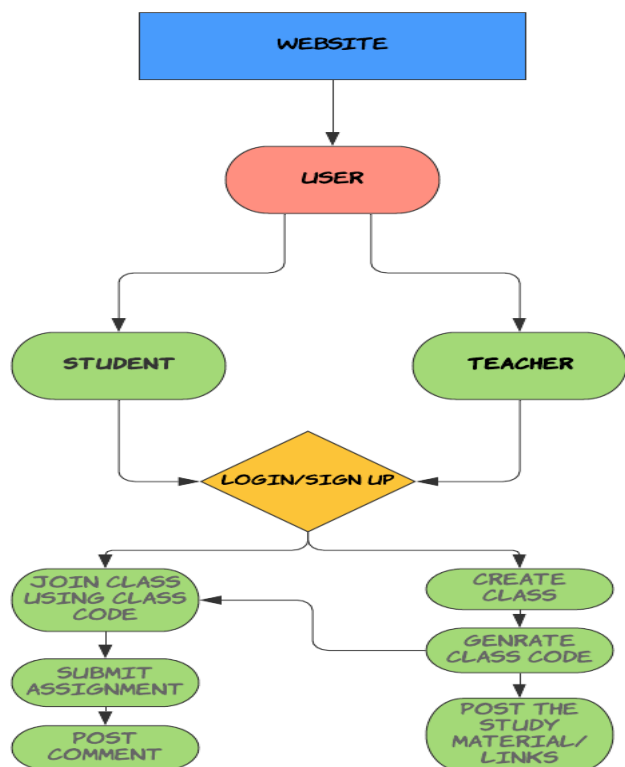 WEBSITE
USER
STUDENT
TEACHER
LOGIN/SIGN UP
JOIN CLASS
USING CLASS
CODE
CREATE
CLASS
GENRATE
CLASS CODE
SUBMIT
ASSIGNMENT
POST THE
STUDY
MATERIAL/
LINKS
POST
COMMENT